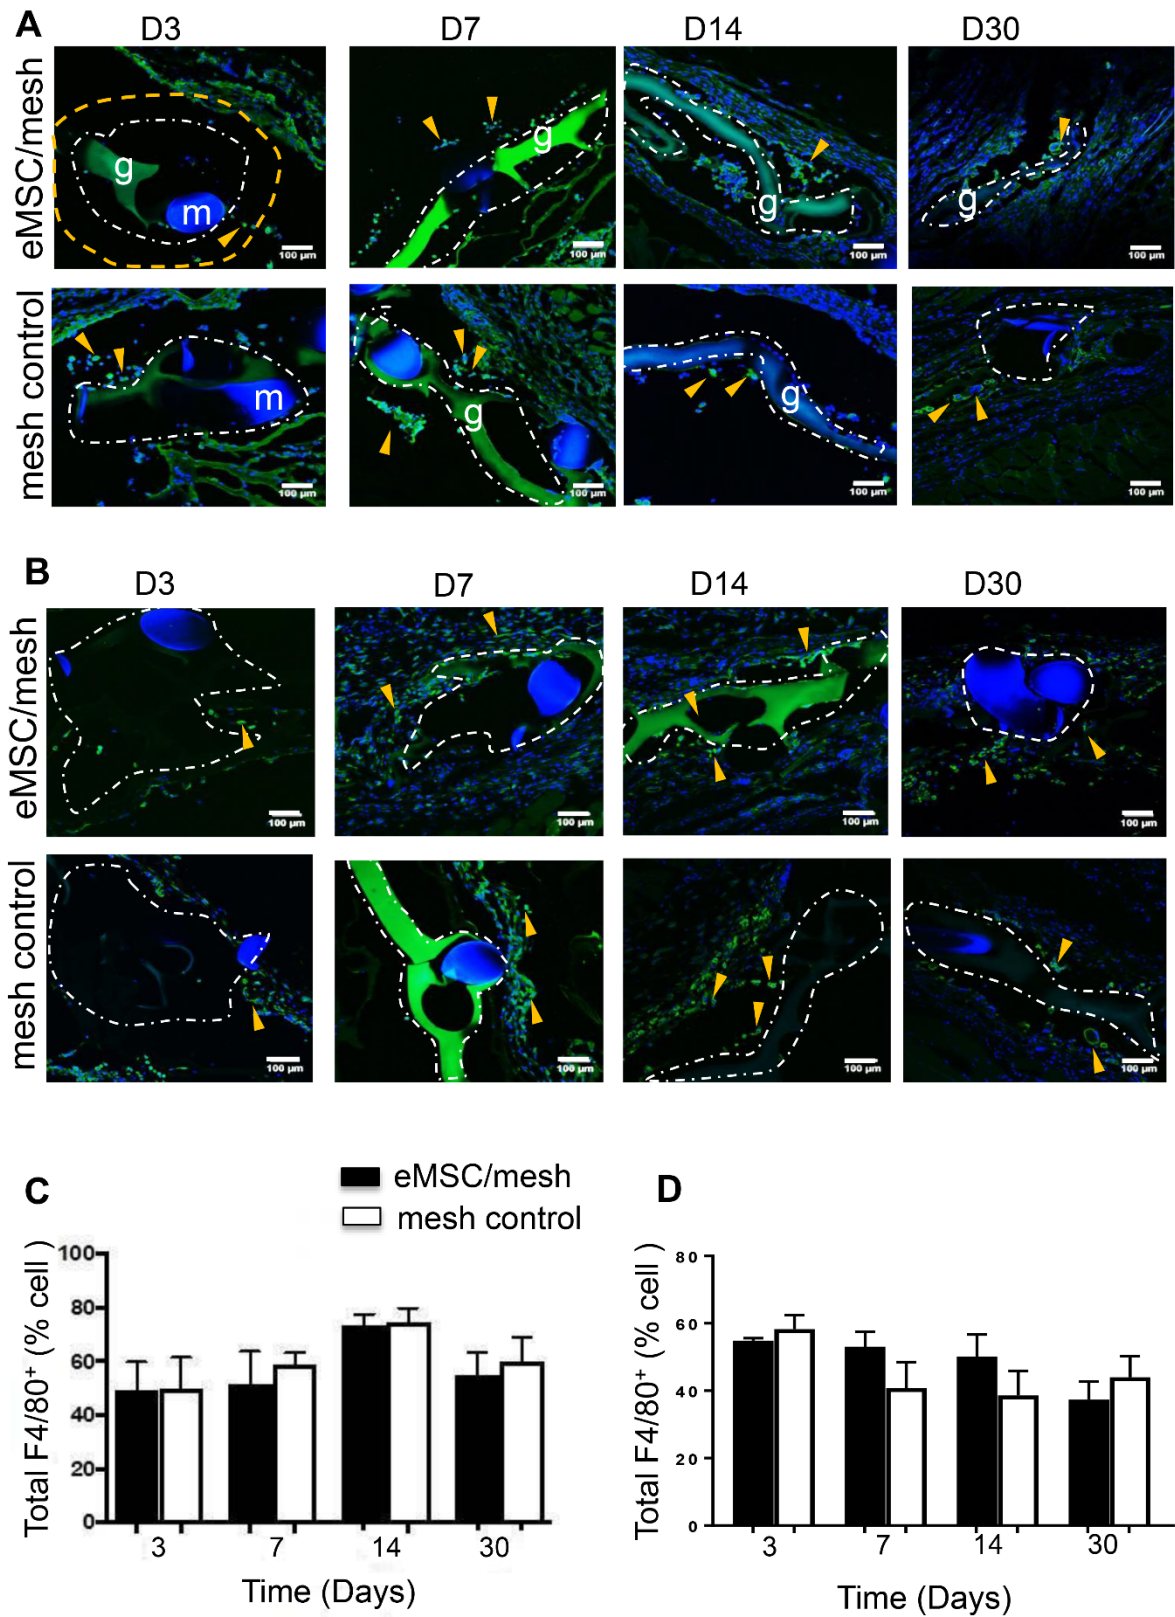 A
D3 D7 D14 D30
eMSC/mesh
g
m
100 µm
g
100 µm
g
100 µm
g
100 µm
mesh control
m
100 µm
g
100 µm
g
100 µm
100 µm
B
D3 D7 D14 D30
eMSC/mesh
100 µm
100 µm
100 µm
100 µm
mesh control
100 µm
100 µm
100 µm
100 µm
C
eMSC/mesh
mesh control
Total F4/80⁺ (% cell )
100
80
60
40
20
0
3 7 14 30
Time (Days)
D
Total F4/80⁺ (% cell )
80
60
40
20
0
3 7 14 30
Time (Days)